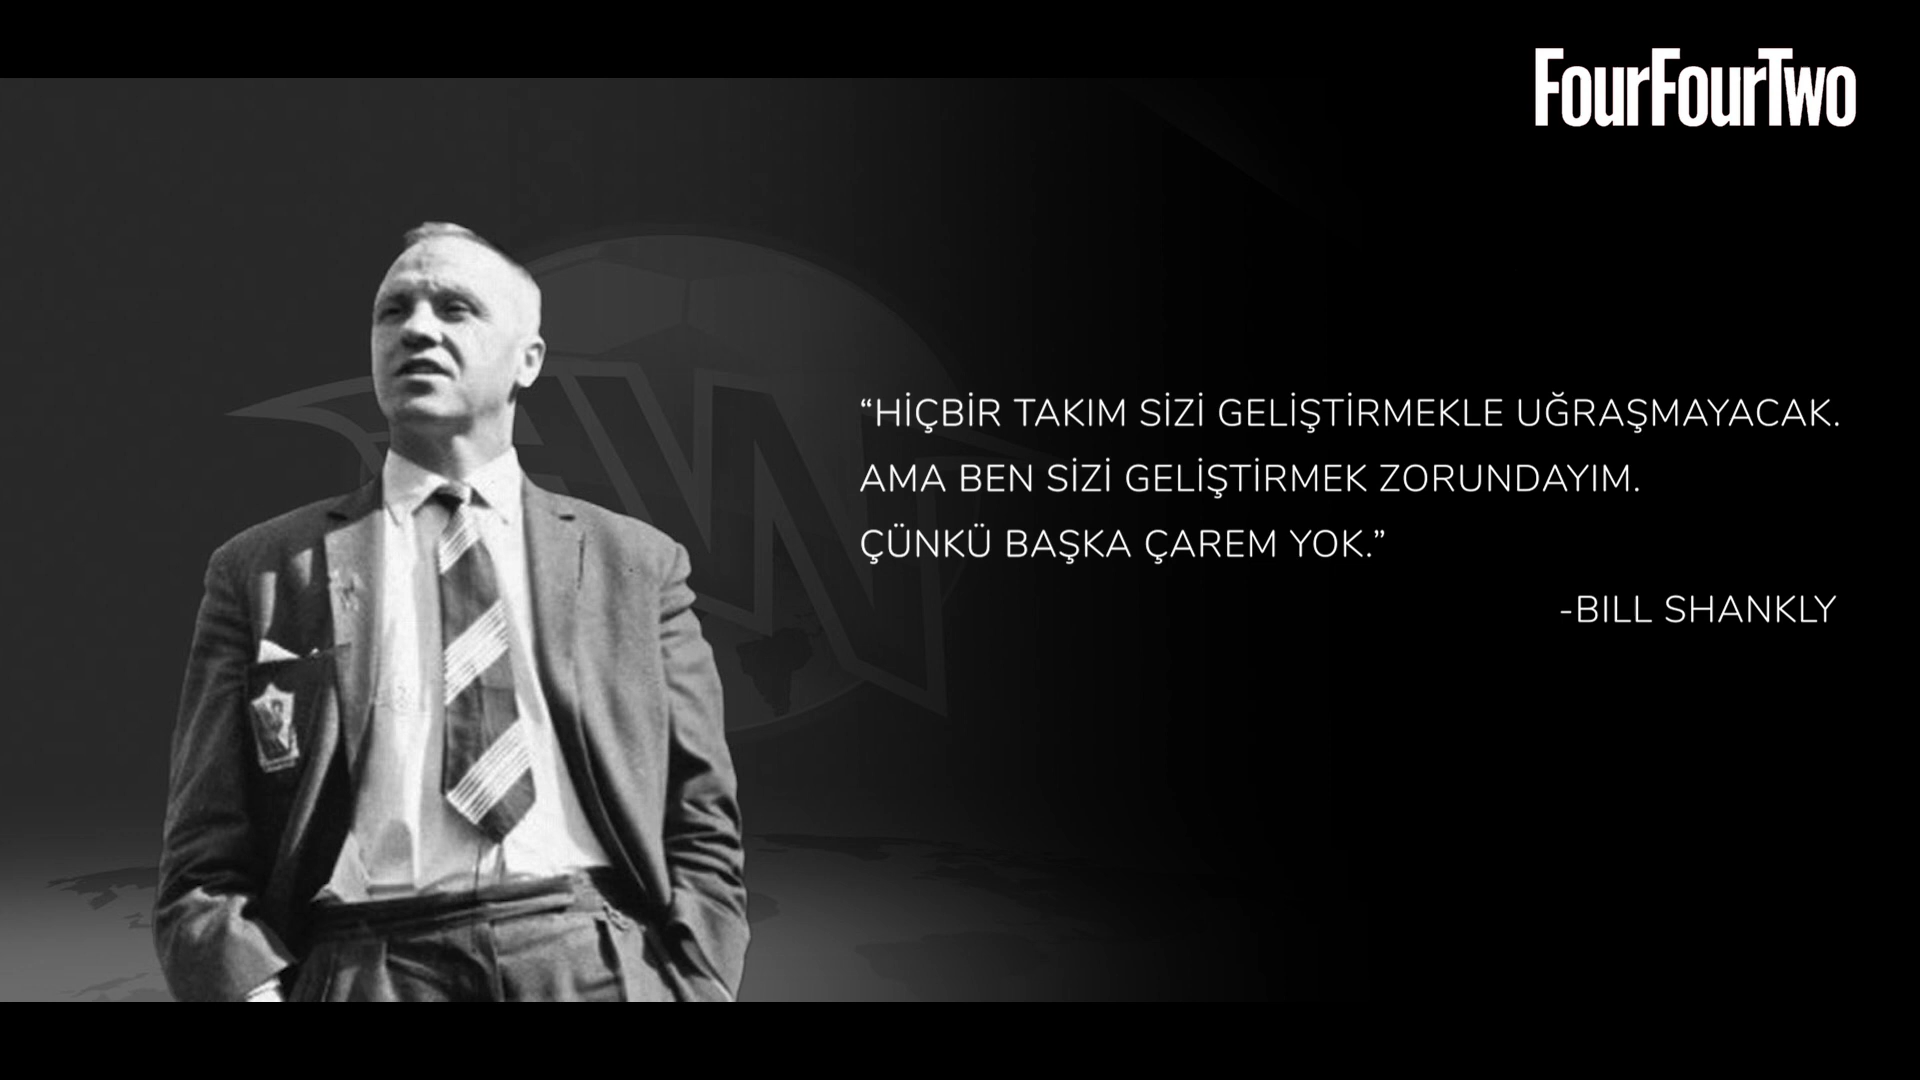 FourFourTwo
“HİÇBİR TAKIM SİZİ GELİŞTİRMEKLE UĞRAŞMAYACAK.
AMA BEN SİZİ GELİŞTİRMEK ZORUNDAYIM.
ÇÜNKÜ BAŞKA ÇAREM YOK.”
-BILL SHANKLY